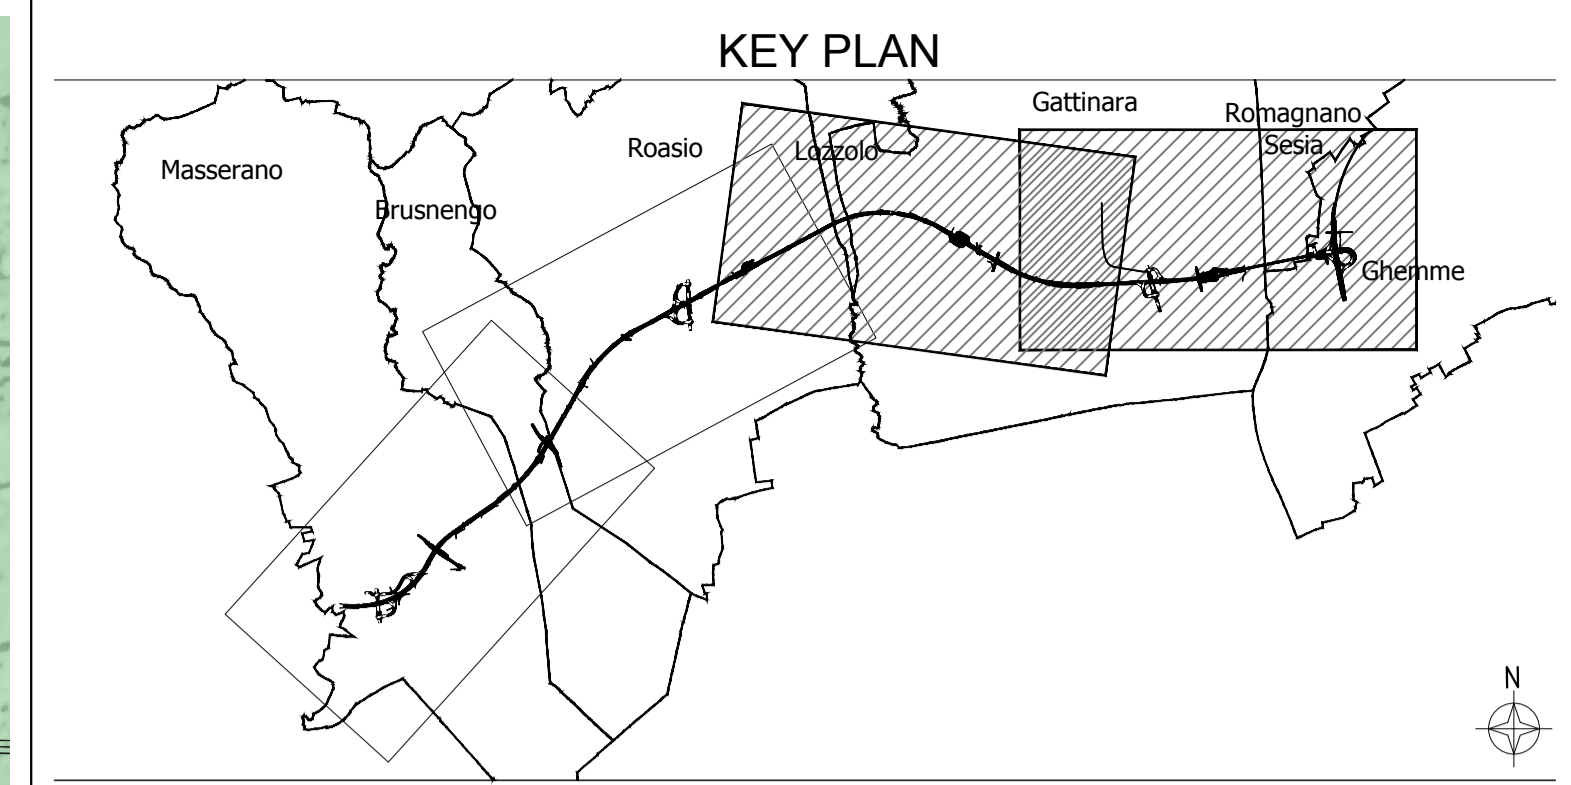 KEY PLAN
Gattinara
Romagnano
Sesia
Roasio
Lozzolo
Masserano
Brusnengo
Ghemme
N